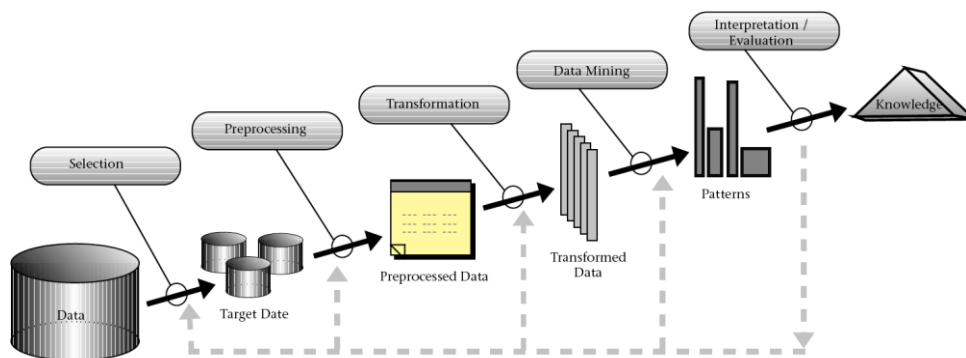 Interpretation /
Evaluation
Data Mining
Transformation
Preprocessing
Selection
Knowledge
Patterns
Transformed
Data
Preprocessed Data
Target Date
Data